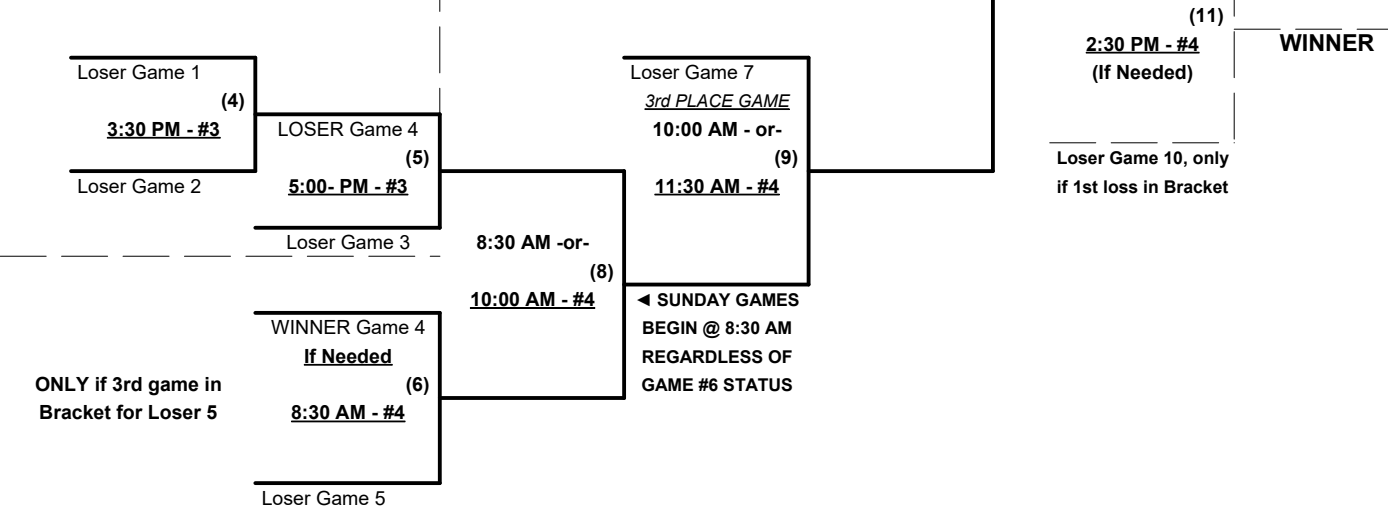 (11)
2:30 PM - #4
WINNER
(If Needed)
Loser Game 10, only
if 1st loss in Bracket
Loser Game 1
(4)
3:30 PM - #3
Loser Game 2
LOSER Game 4
(5)
5:00- PM - #3
Loser Game 3
Loser Game 7
3rd PLACE GAME
10:00 AM - or-
(9)
11:30 AM - #4
8:30 AM -or-
(8)
10:00 AM - #4
◄ SUNDAY GAMES
BEGIN @ 8:30 AM
REGARDLESS OF
GAME #6 STATUS
WINNER Game 4
If Needed
(6)
8:30 AM - #4
Loser Game 5
ONLY if 3rd game in
Bracket for Loser 5